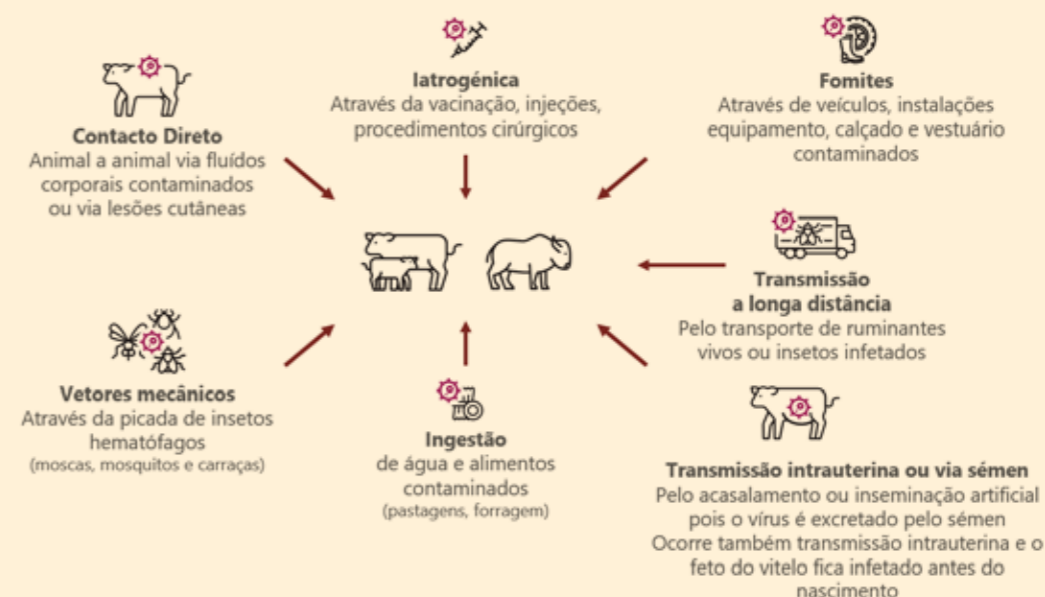 Contacto Direto
Animal a animal via fluídos
corporais contaminados
ou via lesões cutâneas
Iatrogénica
Através da vacinação, injeções,
procedimentos cirúrgicos
Fomites
Através de veículos, instalações
equipamento, calçado e vestuário
contaminados
Transmissão
a longa distância
Pelo transporte de ruminantes
vivos ou insetos infetados
Vetores mecânicos
Através da picada de insetos
hematófagos
(moscas, mosquitos e carraças)
Ingestão
de água e alimentos
contaminados
(pastagens, forragem)
Transmissão intrauterina ou via sémen
Pelo acasalamento ou inseminação artificial
pois o vírus é excretado pelo sémen
Ocorre também transmissão intrauterina e o
feto do vitelo fica infetado antes do
nascimento